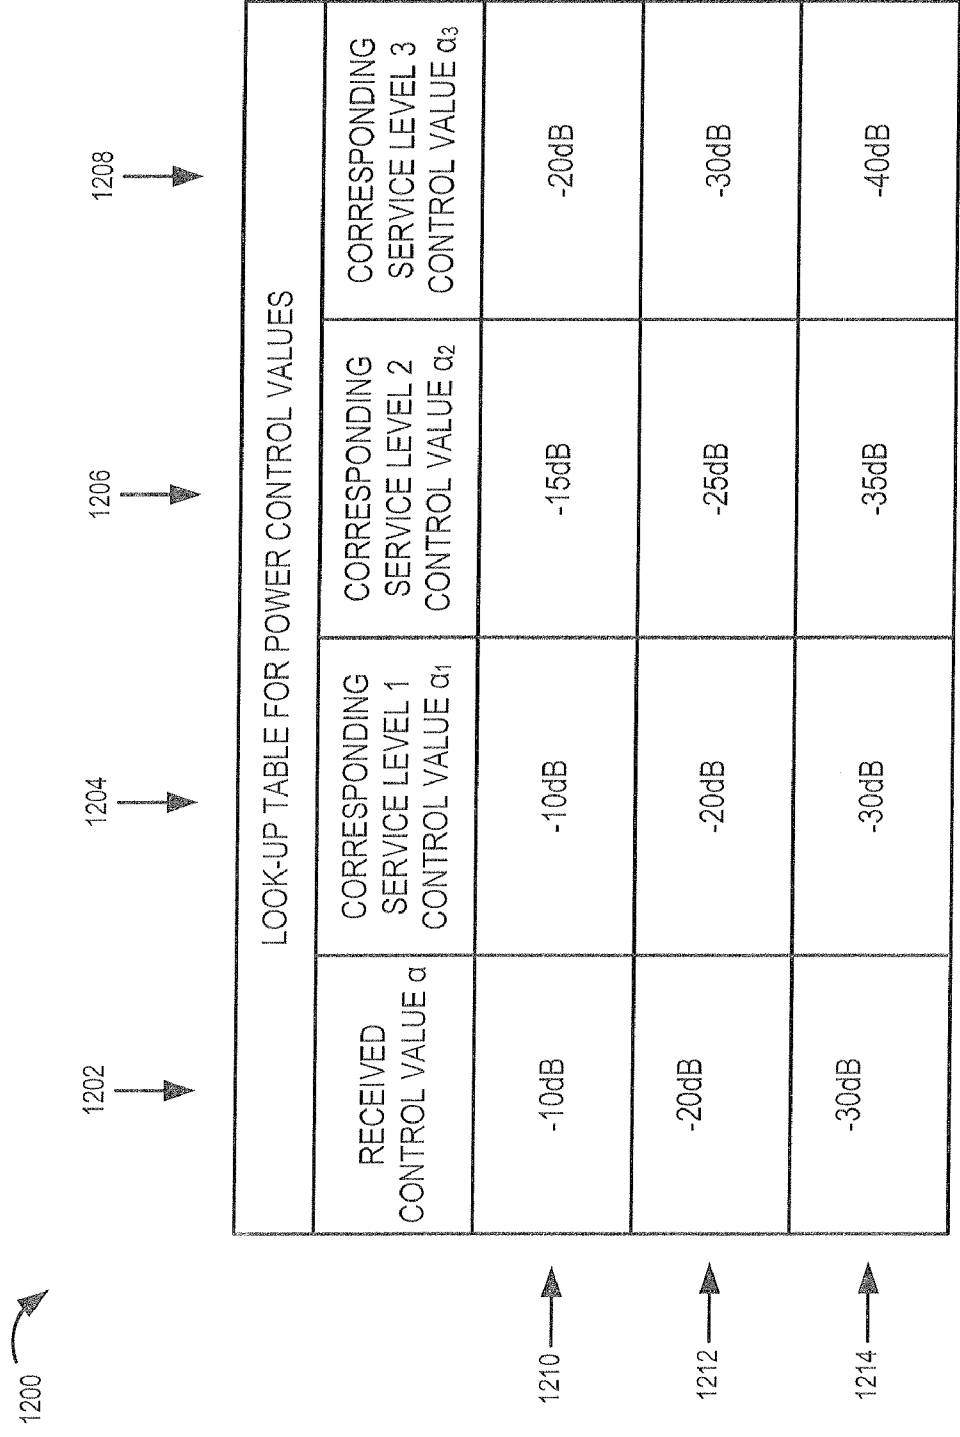 1200
1202
1204
1206
1208
LOOK-UP TABLE FOR POWER CONTROL VALUES
RECEIVED
CONTROL VALUE α
CORRESPONDING
SERVICE LEVEL 1
CONTROL VALUE α1
CORRESPONDING
SERVICE LEVEL 2
CONTROL VALUE α2
CORRESPONDING
SERVICE LEVEL 3
CONTROL VALUE α3
1210
-10dB
-10dB
-15dB
-20dB
1212
-20dB
-20dB
-25dB
-30dB
1214
-30dB
-30dB
-35dB
-40dB